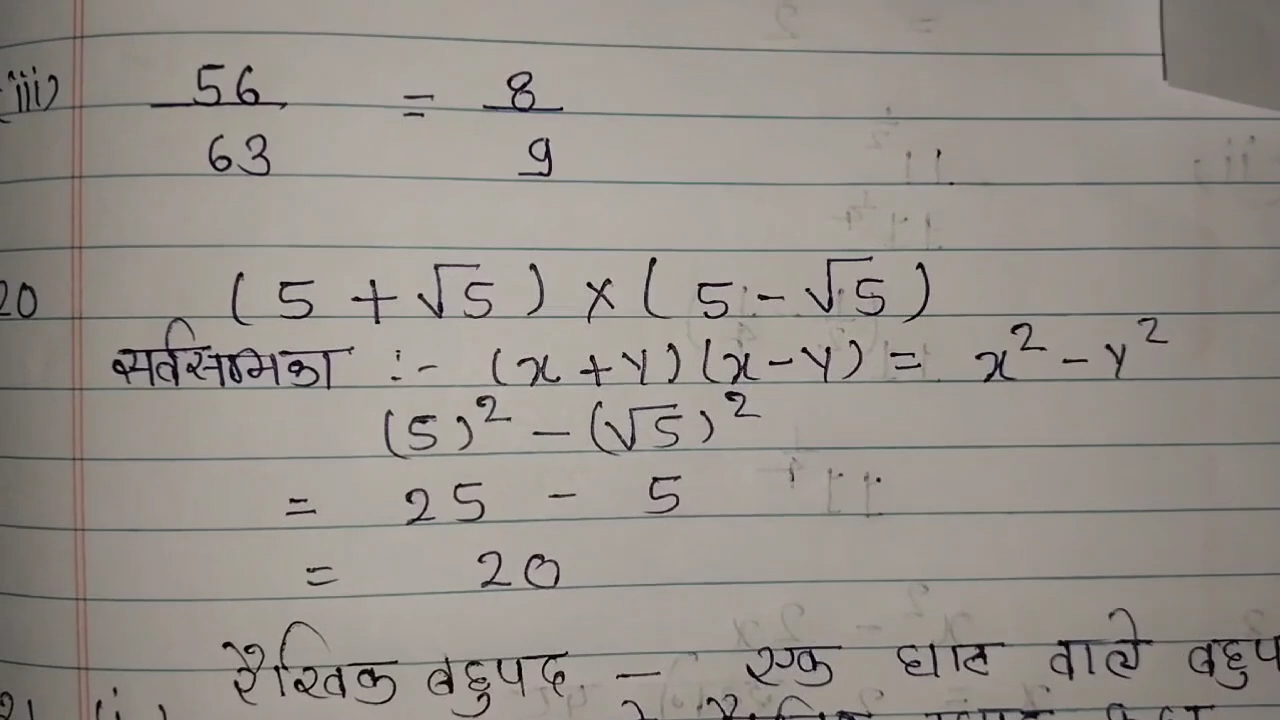 (iii) 56/63 = 8/9
20 (5 + √5) × (5 - √5)
सर्वसमिका :- (x + y) (x - y) = x² - y²
(5)² - (√5)²
= 25 - 5
= 20
रैखिक बहुपद - एक घात वाले बहुप
21 (i)